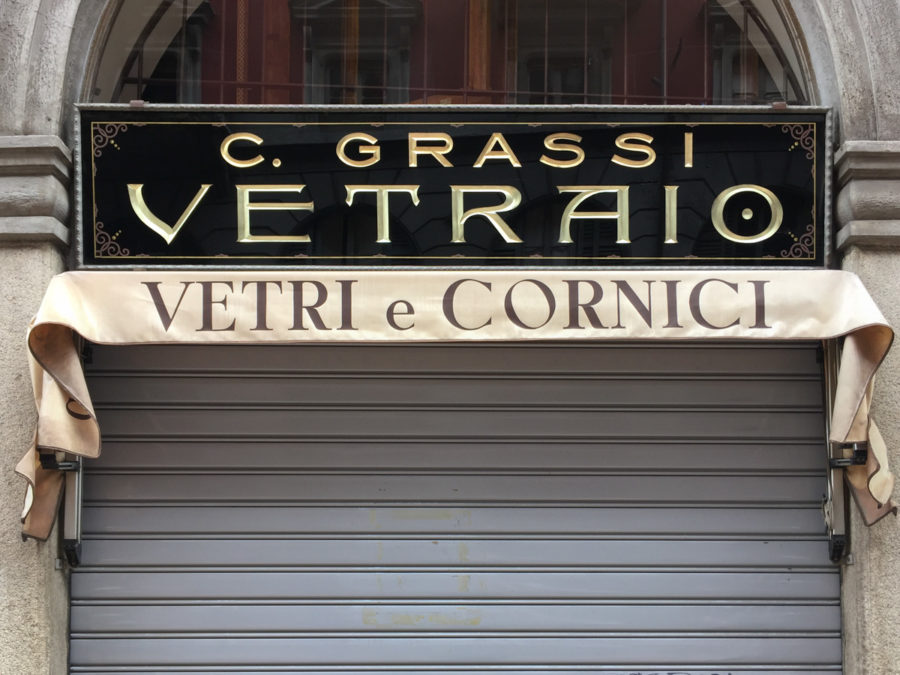 C. GRASSI
VETRAIO
VETRI e CORNICI